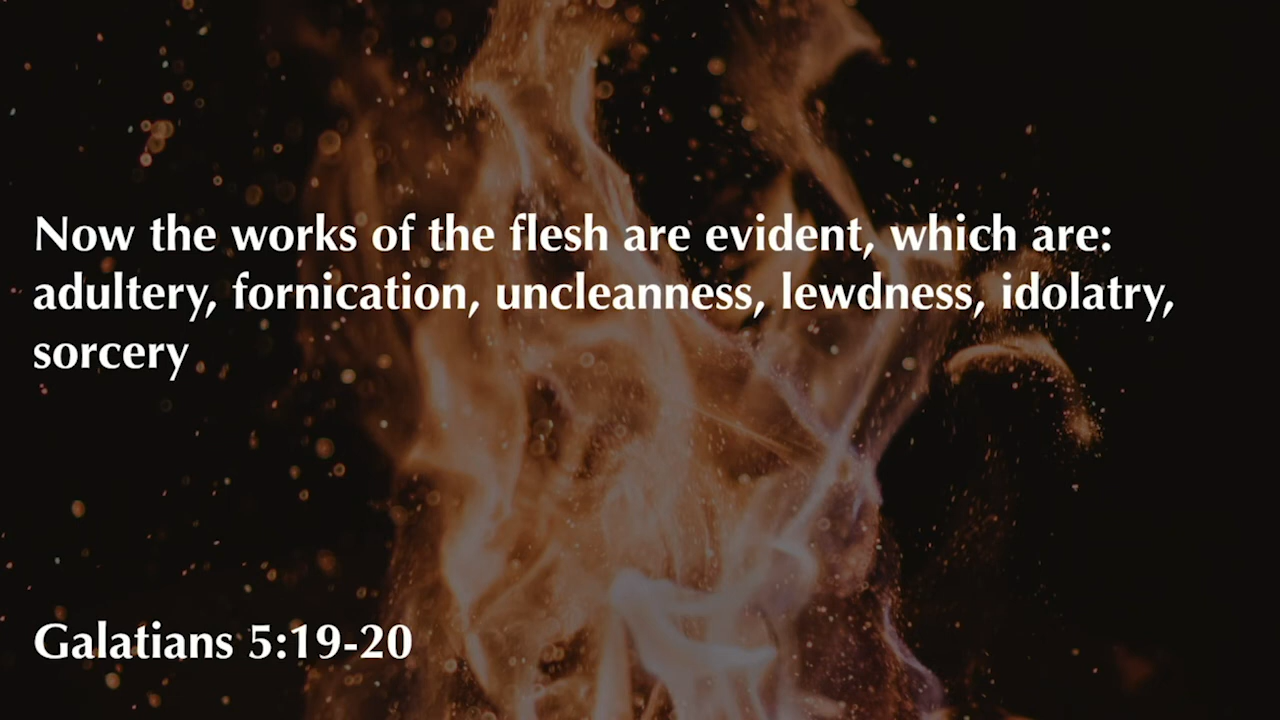 Now the works of the flesh are evident, which are:
adultery, fornication, uncleanness, lewdness, idolatry,
sorcery
Galatians 5:19-20